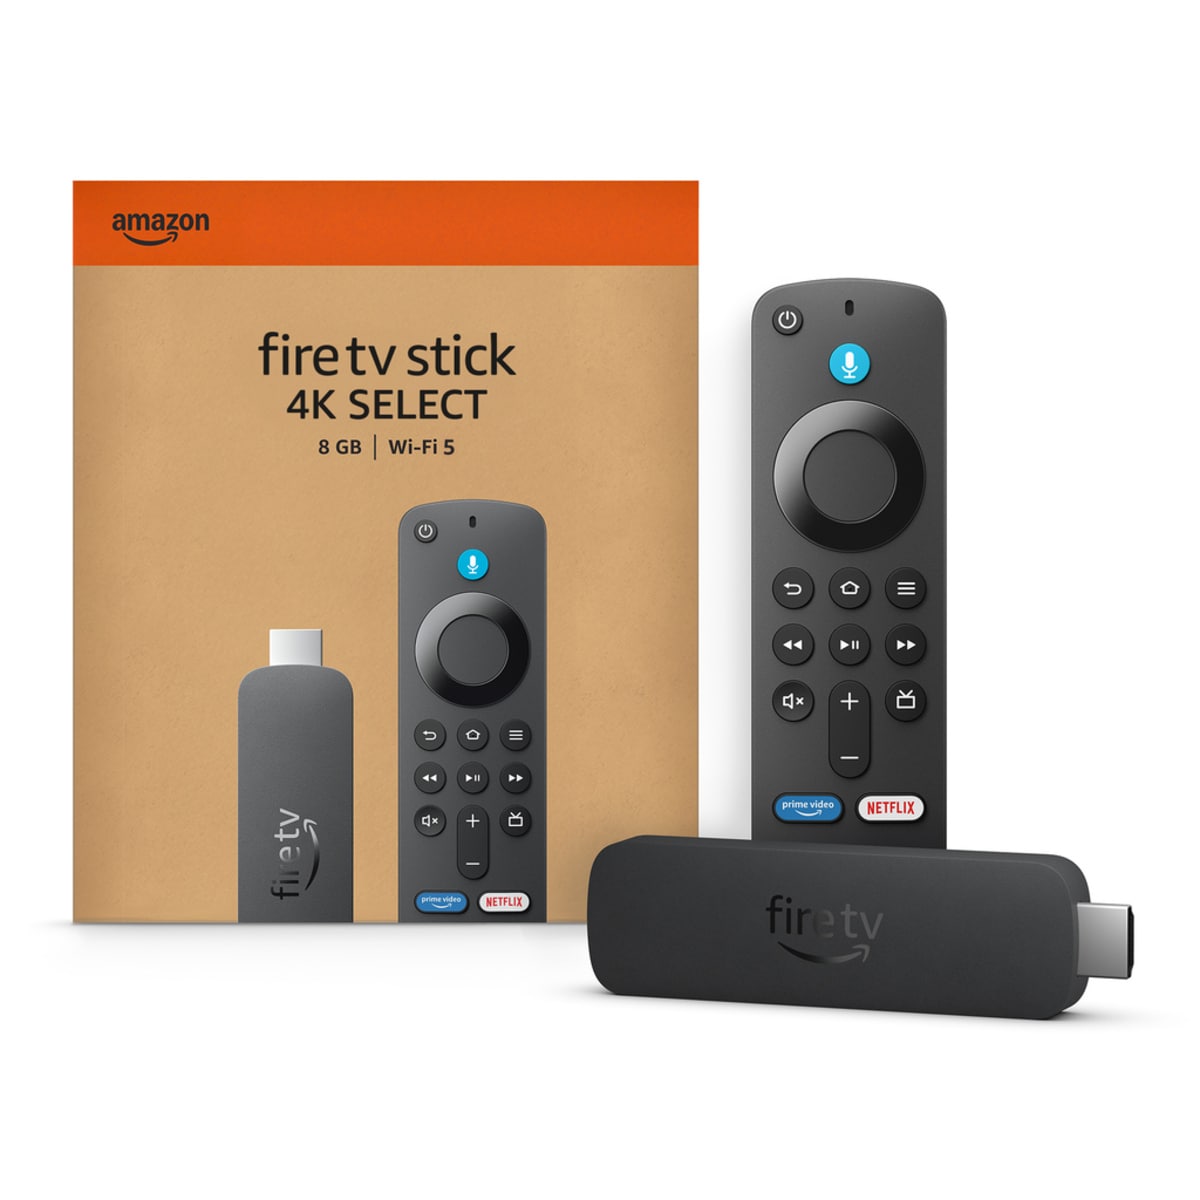 amazon
fire tv stick
4K SELECT
8 GB | Wi-Fi 5
fire tv
prime video
NETFLIX
prime video
NETFLIX
fire tv